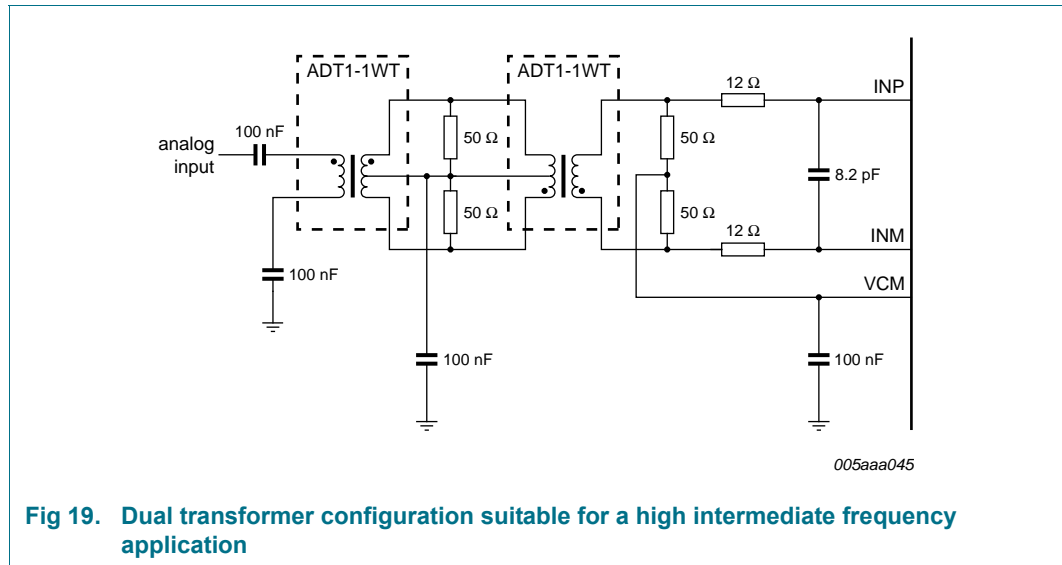 ADT1-1WT
ADT1-1WT
12 Ω
INP
100 nF
analog
input
50 Ω
50 Ω
8.2 pF
50 Ω
50 Ω
12 Ω
INM
100 nF
VCM
100 nF
100 nF
005aaa045
Fig 19. Dual transformer configuration suitable for a high intermediate frequency
application